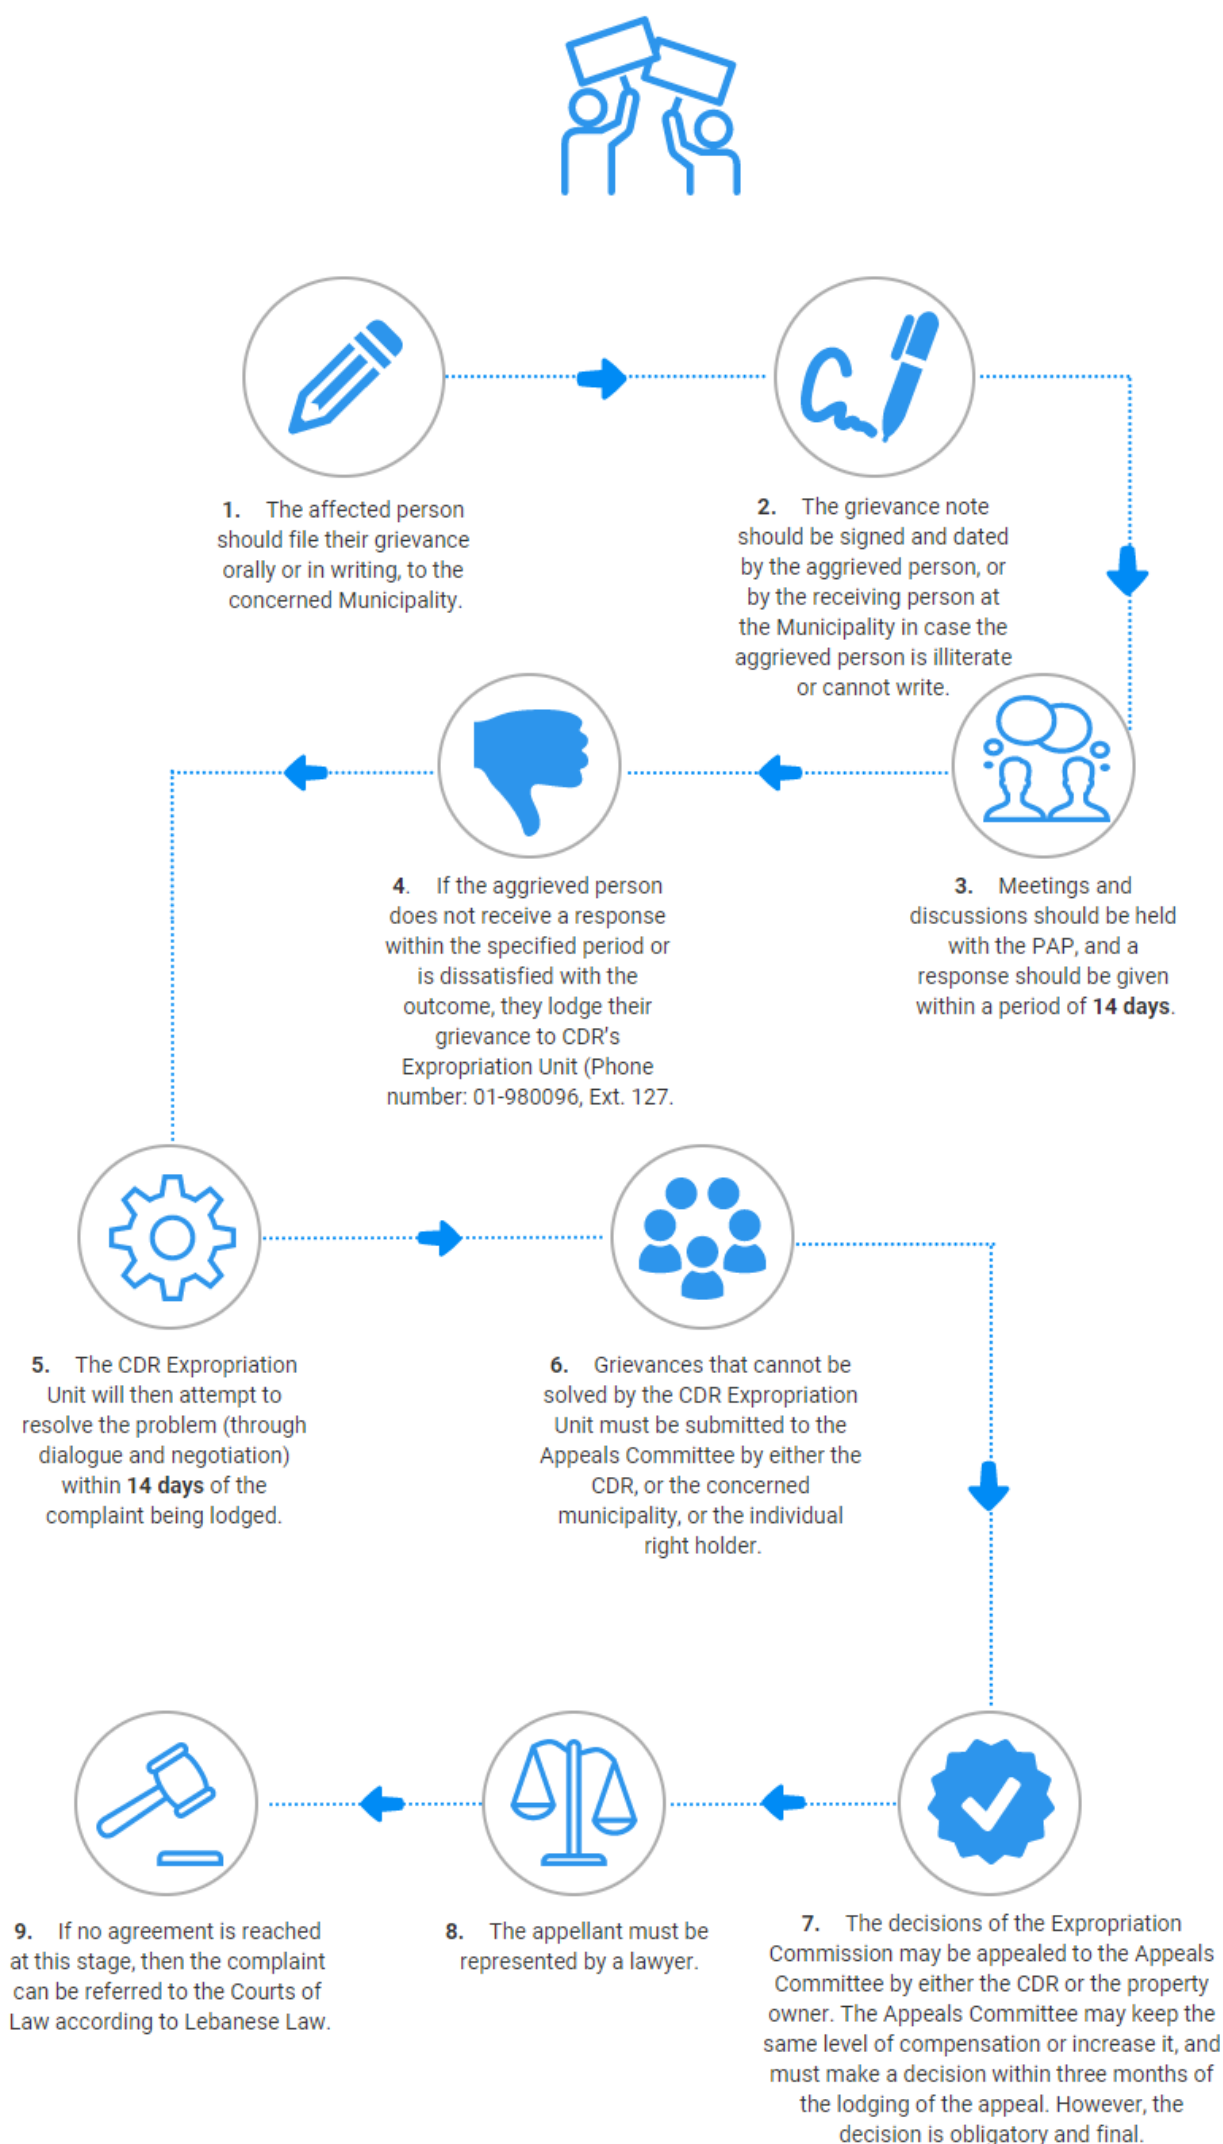 1. The affected person
should file their grievance
orally or in writing, to the
concerned Municipality.
2. The grievance note
should be signed and dated
by the aggrieved person, or
by the receiving person at
the Municipality in case the
aggrieved person is illiterate
or cannot write.
3. Meetings and
discussions should be held
with the PAP, and a
response should be given
within a period of 14 days.
4. If the aggrieved person
does not receive a response
within the specified period or
is dissatisfied with the
outcome, they lodge their
grievance to CDR's
Expropriation Unit (Phone
number: 01-980096, Ext. 127.
5. The CDR Expropriation
Unit will then attempt to
resolve the problem (through
dialogue and negotiation)
within 14 days of the
complaint being lodged.
6. Grievances that cannot be
solved by the CDR Expropriation
Unit must be submitted to the
Appeals Committee by either the
CDR, or the concerned
municipality, or the individual
right holder.
7. The decisions of the Expropriation
Commission may be appealed to the Appeals
Committee by either the CDR or the property
owner. The Appeals Committee may keep the
same level of compensation or increase it, and
must make a decision within three months of
the lodging of the appeal. However, the
decision is obligatory and final.
8. The appellant must be
represented by a lawyer.
9. If no agreement is reached
at this stage, then the complaint
can be referred to the Courts of
Law according to Lebanese Law.